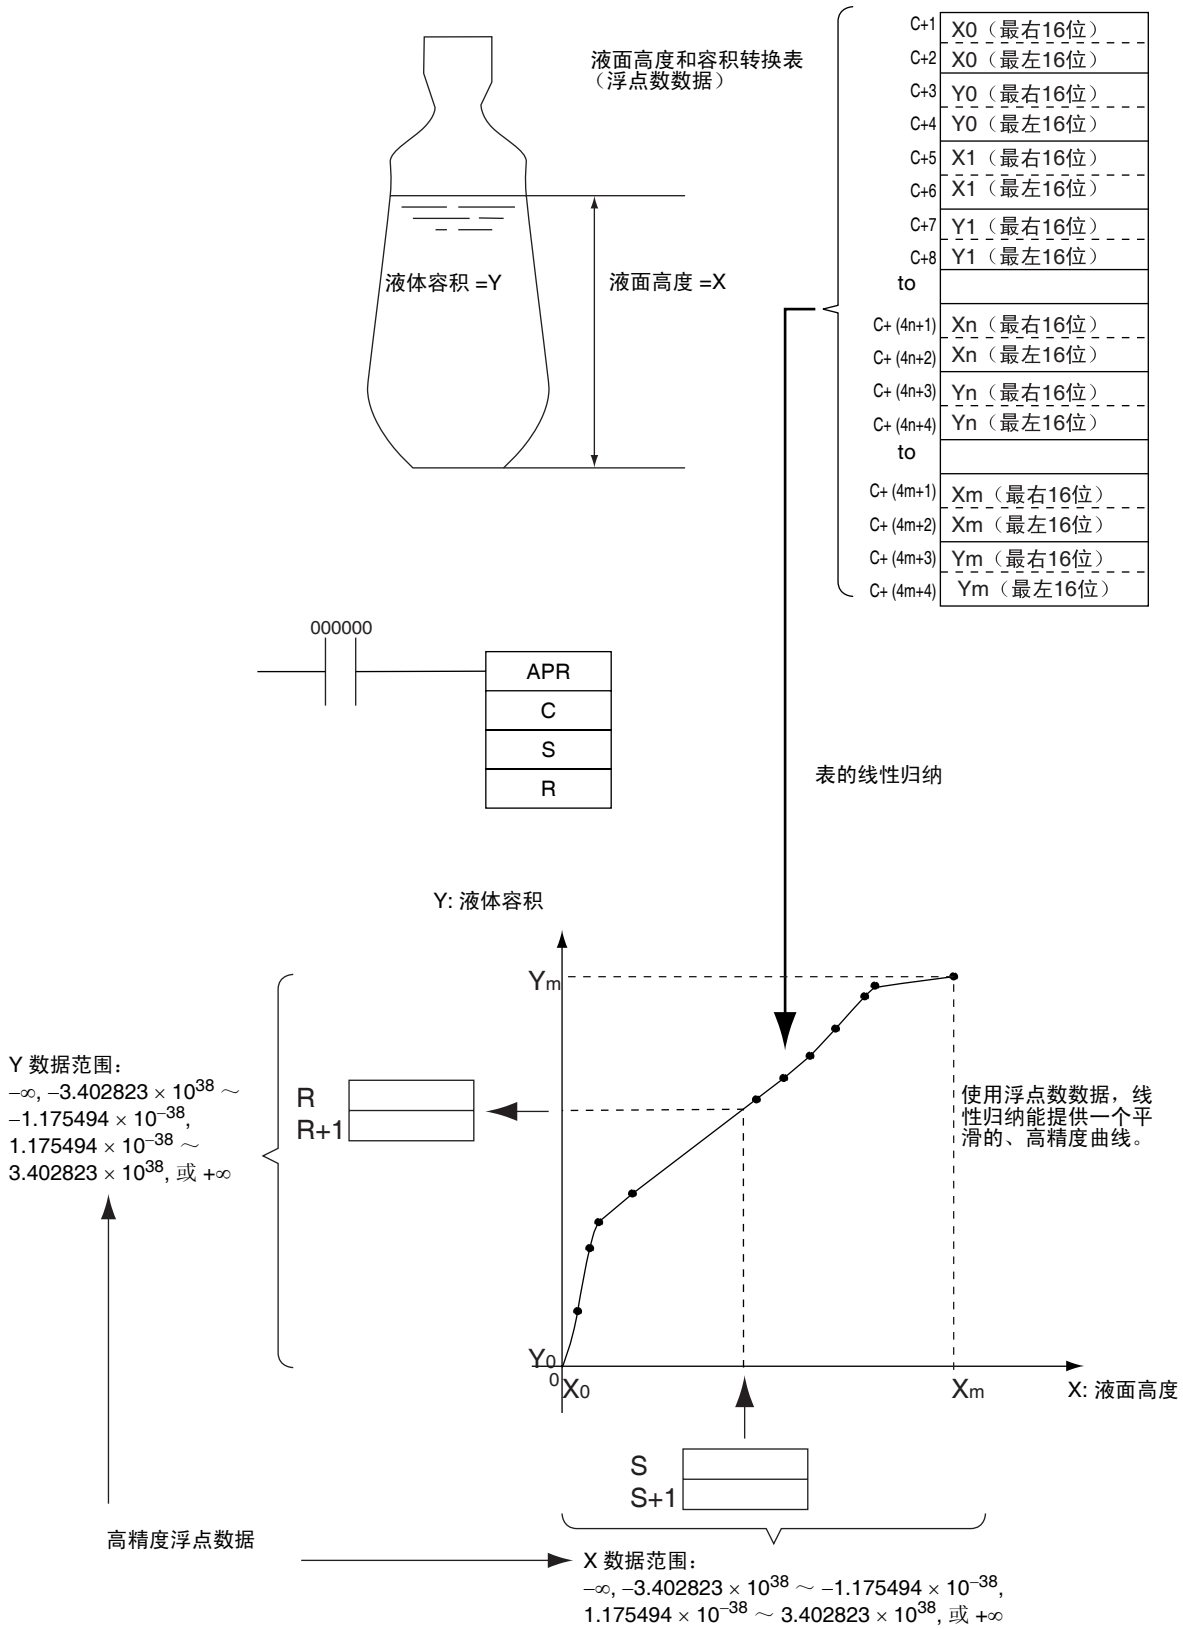 液面高度和容积转换表
（浮点数数据）
C+1 X0（最右16位）
C+2 X0（最左16位）
C+3 Y0（最右16位）
C+4 Y0（最左16位）
C+5 X1（最右16位）
C+6 X1（最左16位）
C+7 Y1（最右16位）
C+8 Y1（最左16位）
to
C+ (4n+1) Xn（最右16位）
C+ (4n+2) Xn（最左16位）
C+ (4n+3) Yn（最右16位）
C+ (4n+4) Yn（最左16位）
to
C+ (4m+1) Xm（最右16位）
C+ (4m+2) Xm（最左16位）
C+ (4m+3) Ym（最右16位）
C+ (4m+4) Ym（最左16位）
液体容积 =Y
液面高度 =X
000000
APR
C
S
R
表的线性归纳
Y: 液体容积
Ym
Y 数据范围：
–∞, –3.402823 × 10^38 ～
–1.175494 × 10^–38,
1.175494 × 10^–38 ～
3.402823 × 10^38, 或 +∞
R
R+1
使用浮点数数据，线
性归纳能提供一个平
滑的、高精度曲线。
Y0
0
X0
Xm
X: 液面高度
S
S+1
高精度浮点数据
X 数据范围：
–∞, –3.402823 × 10^38 ～ –1.175494 × 10^–38,
1.175494 × 10^–38 ～ 3.402823 × 10^38, 或 +∞